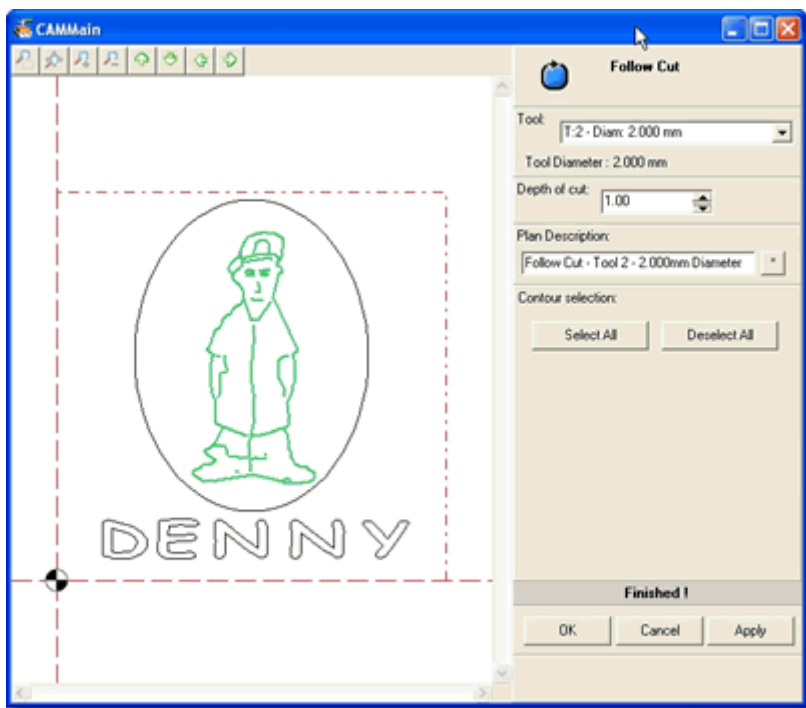 CAMMain
Follow Cut
Tool:
T:2 - Diam: 2.000 mm
Tool Diameter : 2.000 mm
Depth of cut:
1.00
Plan Description:
Follow Cut - Tool 2 - 2.000mm Diameter
*
Contour selection:
Select All
Deselect All
DENNY
Finished !
OK
Cancel
Apply